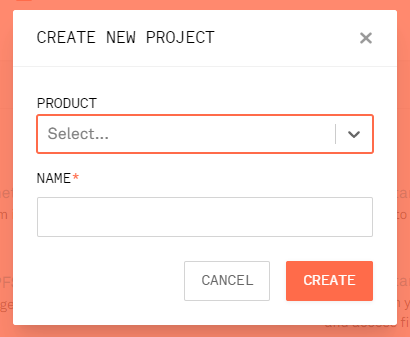 CREATE NEW PROJECT
PRODUCT
Select...
NAME*
CANCEL
CREATE